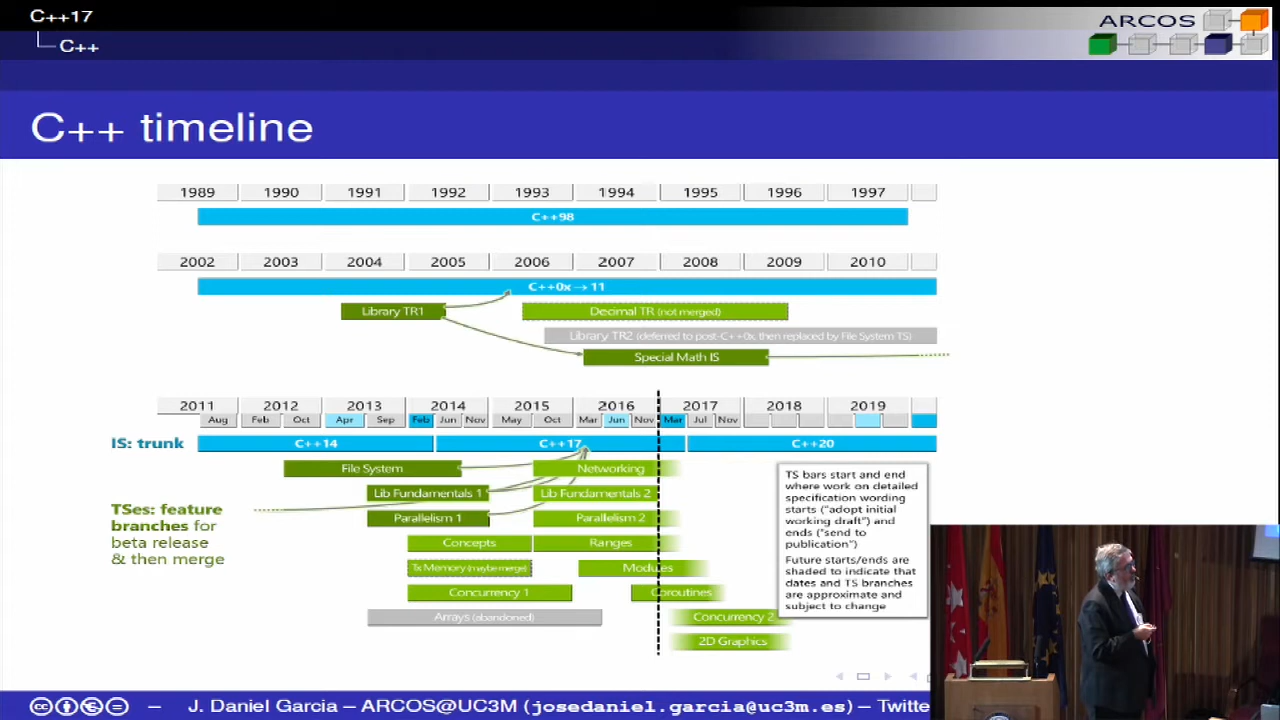 C++17
C++
ARCOS
C++ timeline
1989 1990 1991 1992 1993 1994 1995 1996 1997
C++98
2002 2003 2004 2005 2006 2007 2008 2009 2010
C++0x → 11
Library TR1
Decimal TR (not merged)
Library TR2 (deferred to post-C++0x, then replaced by File System TS)
Special Math IS
2011 2012 2013 2014 2015 2016 2017 2018 2019
Aug Feb Oct Apr Sep Feb Jun Nov May Oct Mar Jun Nov Mar Jul Nov
IS: trunk C++14 C++17 C++20
File System Networking
Lib Fundamentals 1 Lib Fundamentals 2
Parallelism 1 Parallelism 2
Concepts Ranges
Tx Memory (maybe merge) Modules
Concurrency 1 Coroutines
Arrays (abandoned) Concurrency 2
2D Graphics
TSes: feature
branches for
beta release
& then merge
TS bars start and end
where work on detailed
specification wording
starts ("adopt initial
working draft") and
ends ("send to
publication")
Future starts/ends are
shaded to indicate that
dates and TS branches
are approximate and
subject to change
cc – J. Daniel Garcia – ARCOS@UC3M (josedaniel.garcia@uc3m.es) – Twitte